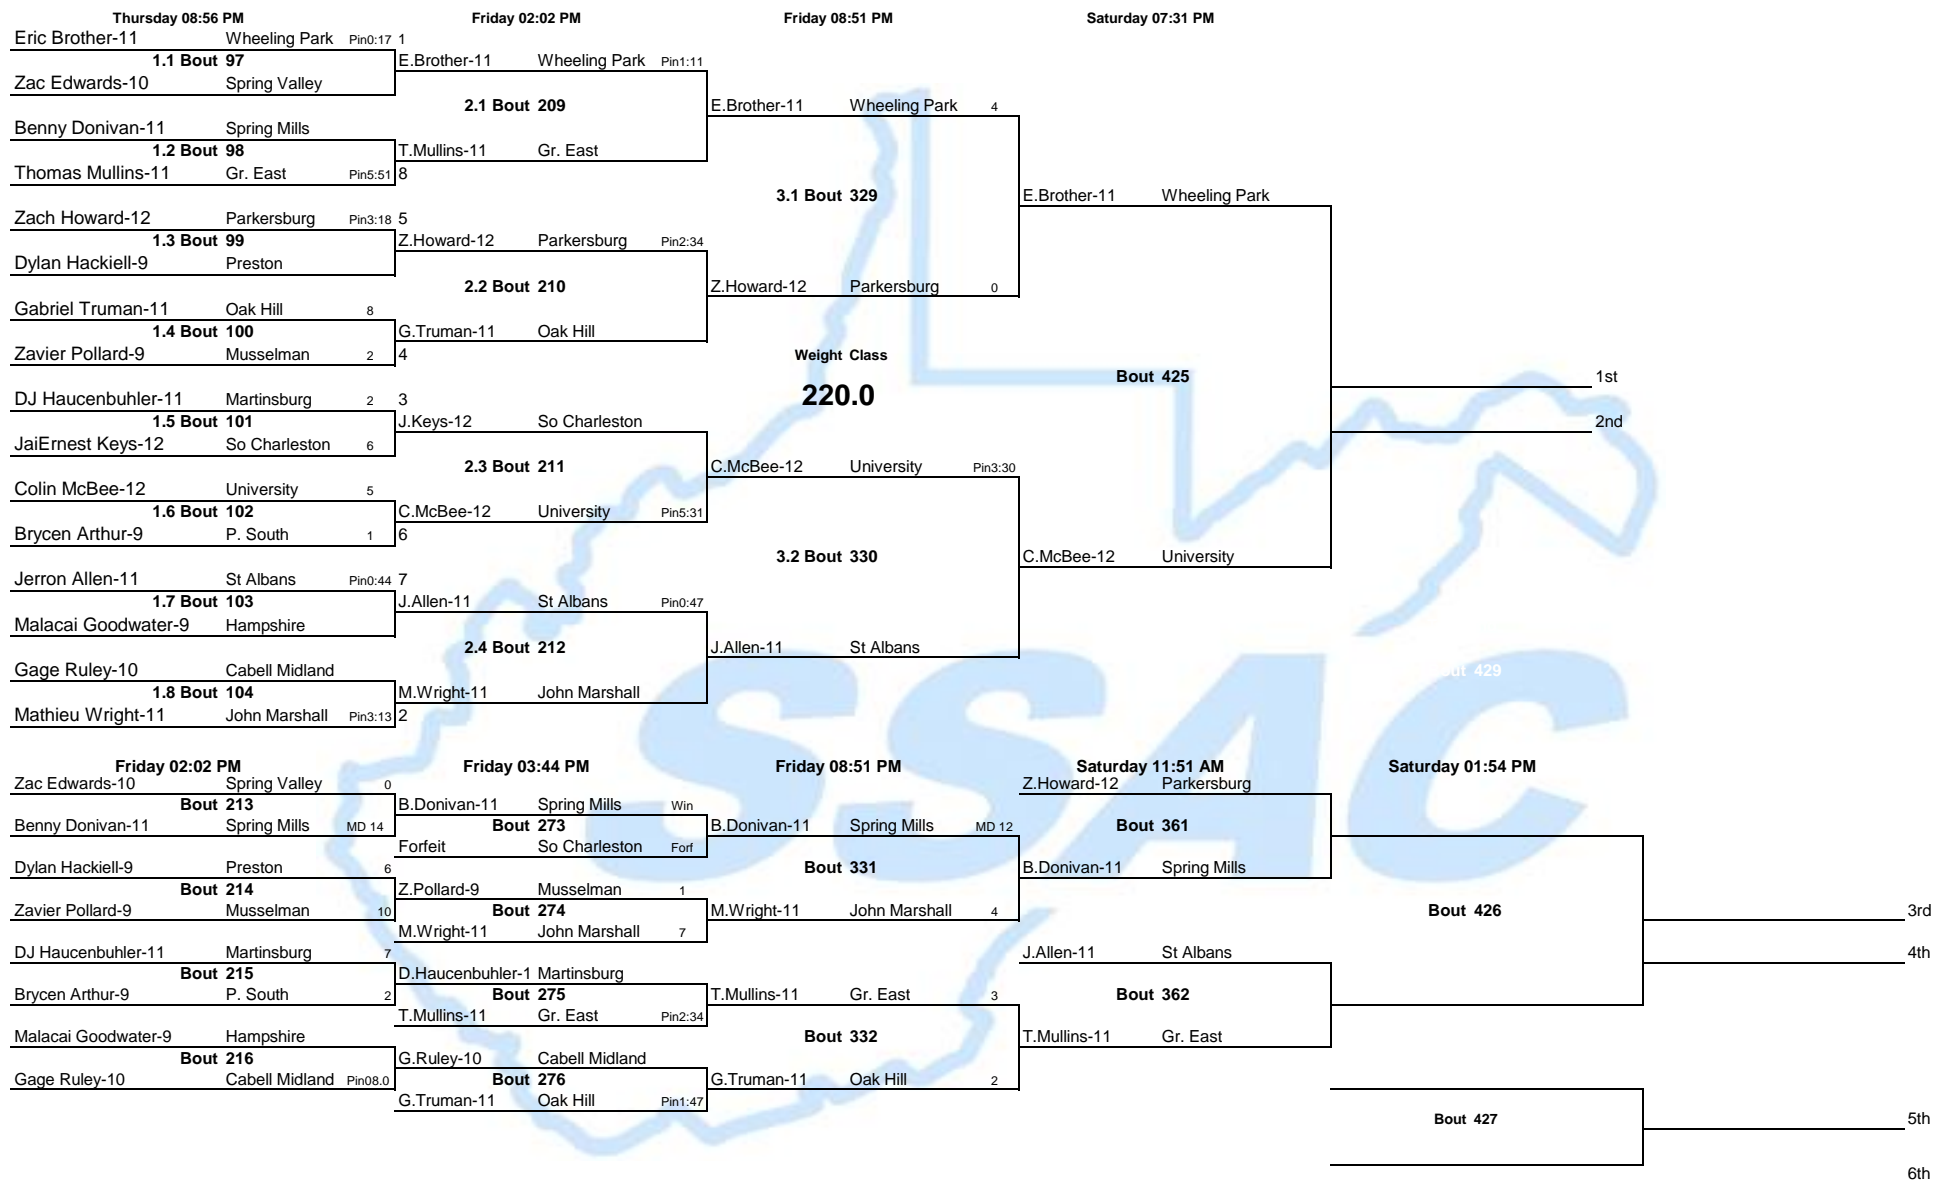 Thursday 08:56 PM Friday 02:02 PM Friday 08:51 PM Saturday 07:31 PM
Eric Brother-11 Wheeling Park Pin0:17 1
1.1 Bout 97 E.Brother-11 Wheeling Park Pin1:11
Zac Edwards-10 Spring Valley
2.1 Bout 209 E.Brother-11 Wheeling Park 4
Benny Donivan-11 Spring Mills
1.2 Bout 98 T.Mullins-11 Gr. East
Thomas Mullins-11 Gr. East Pin5:51 8
3.1 Bout 329 E.Brother-11 Wheeling Park
Zach Howard-12 Parkersburg Pin3:18 5
1.3 Bout 99 Z.Howard-12 Parkersburg Pin2:34
Dylan Hackiell-9 Preston
2.2 Bout 210 Z.Howard-12 Parkersburg 0
Gabriel Truman-11 Oak Hill 8
1.4 Bout 100 G.Truman-11 Oak Hill
Zavier Pollard-9 Musselman 2 4 Weight Class
Bout 425 1st
DJ Haucenbuhler-11 Martinsburg 2 3 220.0
1.5 Bout 101 J.Keys-12 So Charleston 2nd
JaiErnest Keys-12 So Charleston 6
2.3 Bout 211 C.McBee-12 University Pin3:30
Colin McBee-12 University 5
1.6 Bout 102 C.McBee-12 University Pin5:31
Brycen Arthur-9 P. South 1 6
3.2 Bout 330 C.McBee-12 University
Jerron Allen-11 St Albans Pin0:44 7
1.7 Bout 103 J.Allen-11 St Albans Pin0:47
Malacai Goodwater-9 Hampshire
2.4 Bout 212 J.Allen-11 St Albans
Gage Ruley-10 Cabell Midland 429
1.8 Bout 104 M.Wright-11 John Marshall
Mathieu Wright-11 John Marshall Pin3:13 2
SSAC
Friday 02:02 PM Friday 03:44 PM Friday 08:51 PM Saturday 11:51 AM Saturday 01:54 PM
Zac Edwards-10 Spring Valley 0 Z.Howard-12 Parkersburg
Bout 213 B.Donivan-11 Spring Mills Win
Benny Donivan-11 Spring Mills MD 14 Bout 273 B.Donivan-11 Spring Mills MD 12 Bout 361
Forfeit So Charleston Forf
Dylan Hackiell-9 Preston 6 Bout 331 B.Donivan-11 Spring Mills
Bout 214 Z.Pollard-9 Musselman 1
Zavier Pollard-9 Musselman 10 Bout 274 M.Wright-11 John Marshall 4 Bout 426 3rd
M.Wright-11 John Marshall 7
DJ Haucenbuhler-11 Martinsburg 7 J.Allen-11 St Albans 4th
Bout 215 D.Haucenbuhler-1 Martinsburg
Brycen Arthur-9 P. South 2 Bout 275 T.Mullins-11 Gr. East 3 Bout 362
T.Mullins-11 Gr. East Pin2:34
Malacai Goodwater-9 Hampshire Bout 332 T.Mullins-11 Gr. East
Bout 216 G.Ruley-10 Cabell Midland
Gage Ruley-10 Cabell Midland Pin08.0 Bout 276 G.Truman-11 Oak Hill 2
G.Truman-11 Oak Hill Pin1:47
Bout 427 5th
6th